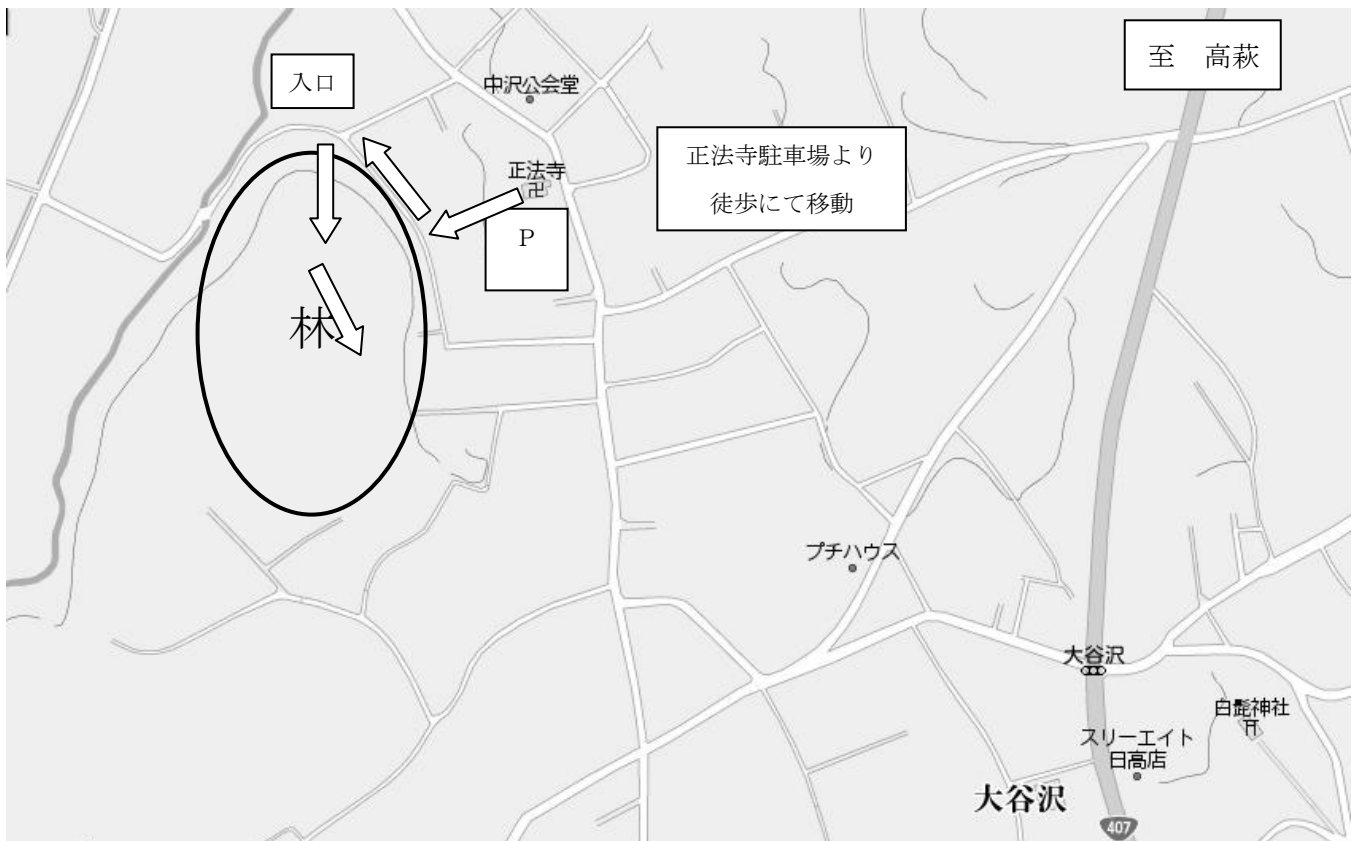 入口
至　高萩
中沢公会堂
正法寺駐車場より
徒歩にて移動
正法寺
卍
P
林
プチハウス
大谷沢
白髭神社
スリーエイト
日高店
大谷沢
407